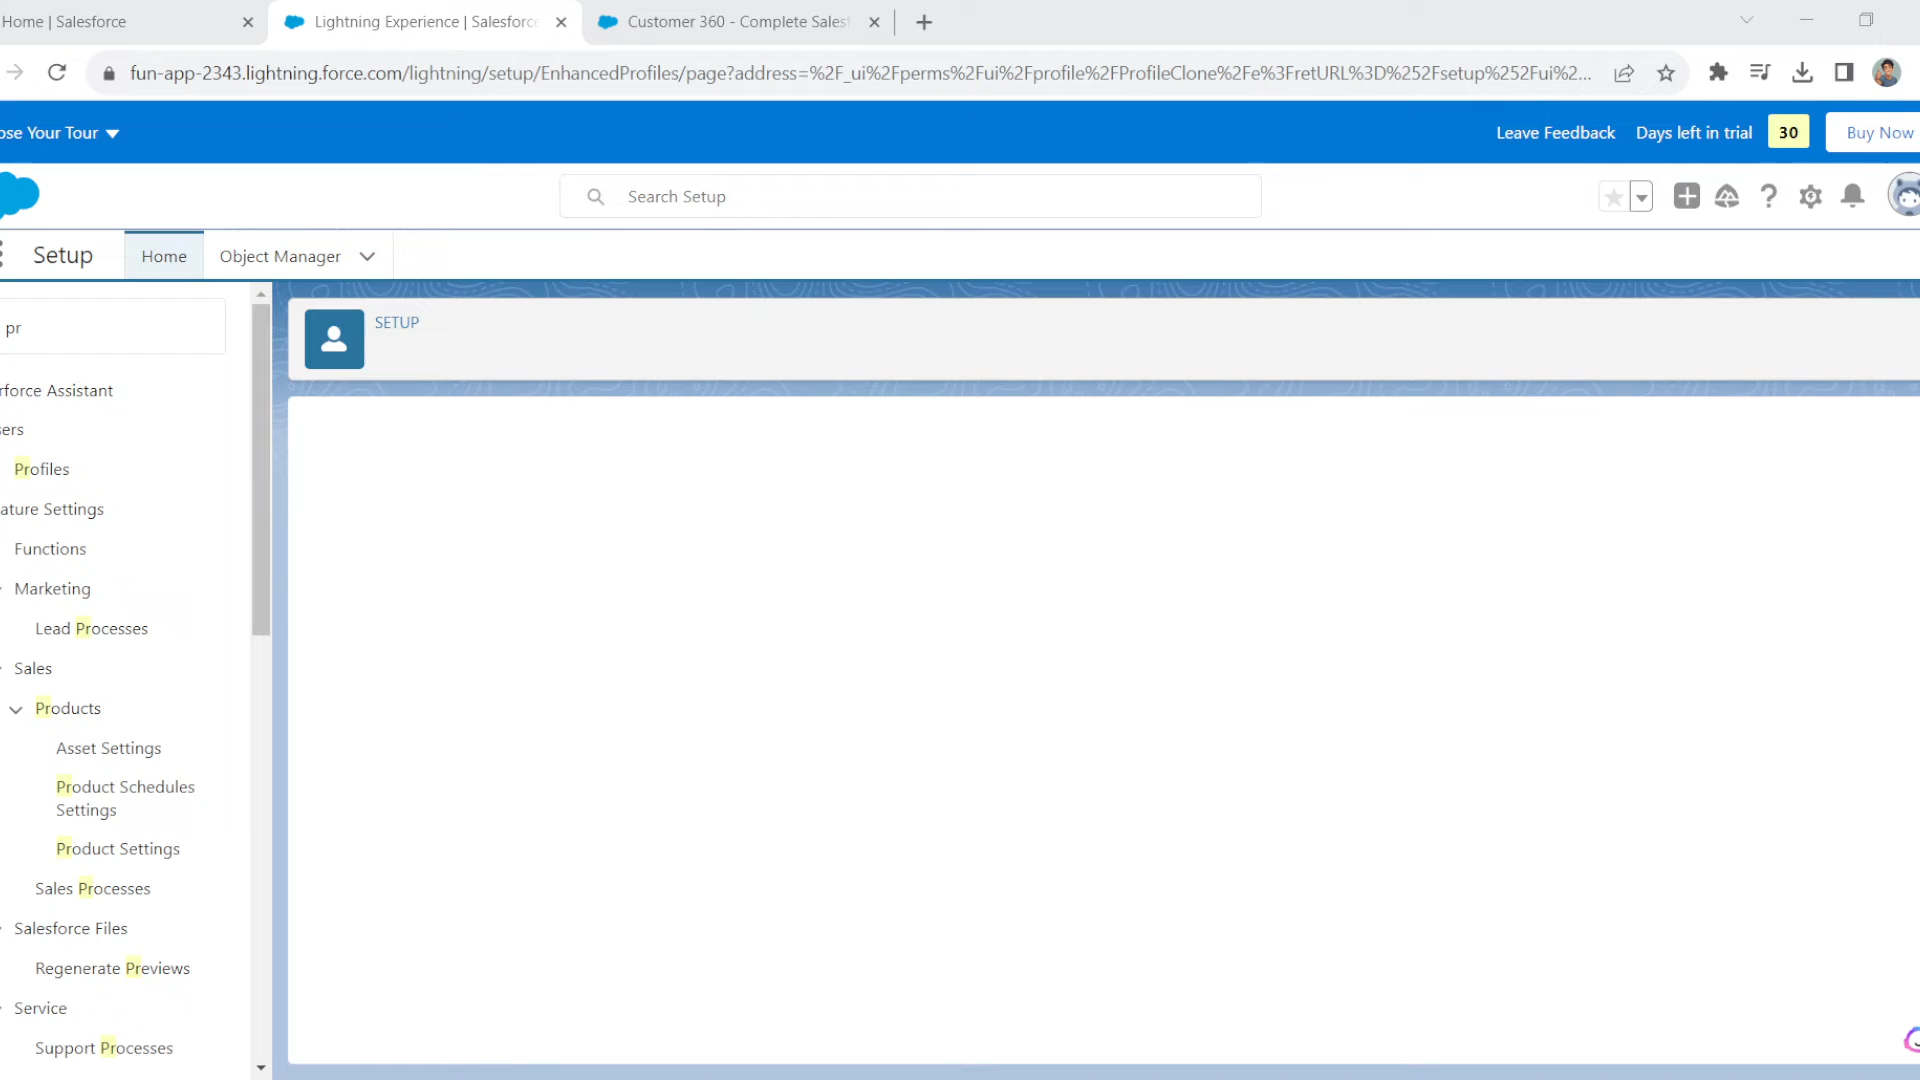 Home | Salesforce
Lightning Experience | Salesforce
Customer 360 - Complete Salesf
fun-app-2343.lightning.force.com/lightning/setup/EnhancedProfiles/page?address=%2F_ui%2Fperms%2Fui%2Fprofile%2FProfileClone%2Fe%3FretURL%3D%252Fsetup%252Fui%2...
ose Your Tour
Leave Feedback
Days left in trial
30
Buy Now
Search Setup
Setup
Home
Object Manager
pr
SETUP
rforce Assistant
sers
Profiles
ature Settings
Functions
Marketing
Lead Processes
Sales
Products
Asset Settings
Product Schedules
Settings
Product Settings
Sales Processes
Salesforce Files
Regenerate Previews
Service
Support Processes